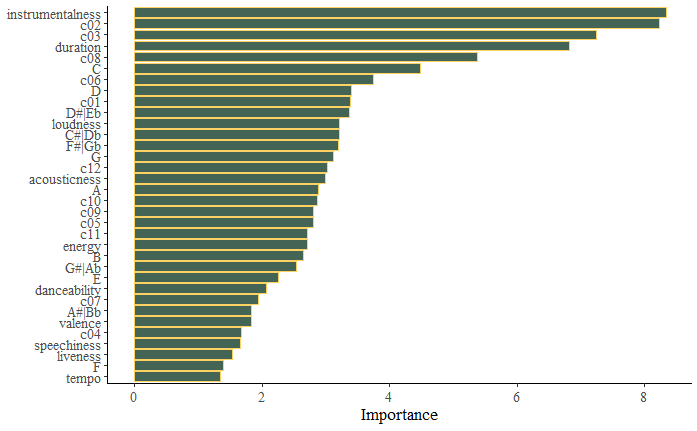 instrumentalness
c02
c03
duration
c08
C
c06
D
c01
D#|Eb
loudness
C#|Db
F#|Gb
G
c12
acousticness
A
c10
c09
c05
c11
energy
B
G#|Ab
E
danceability
c07
A#|Bb
valence
c04
speechiness
liveness
F
tempo
0 2 4 6 8
Importance